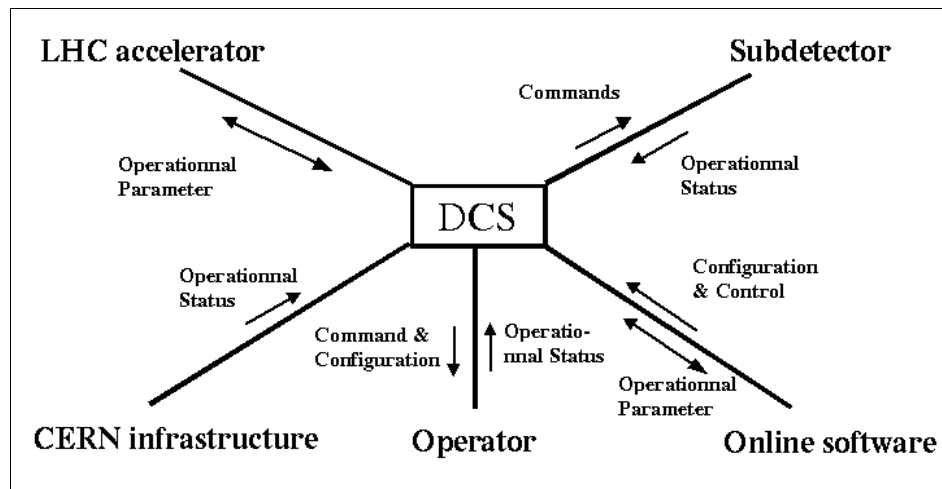 LHC accelerator
Subdetector
Commands
Operationnal
Parameter
Operationnal
Status
DCS
Operationnal
Status
Configuration
& Control
Command &
Configuration
Operatio-
nnal Status
Operationnal
Parameter
CERN infrastructure
Operator
Online software